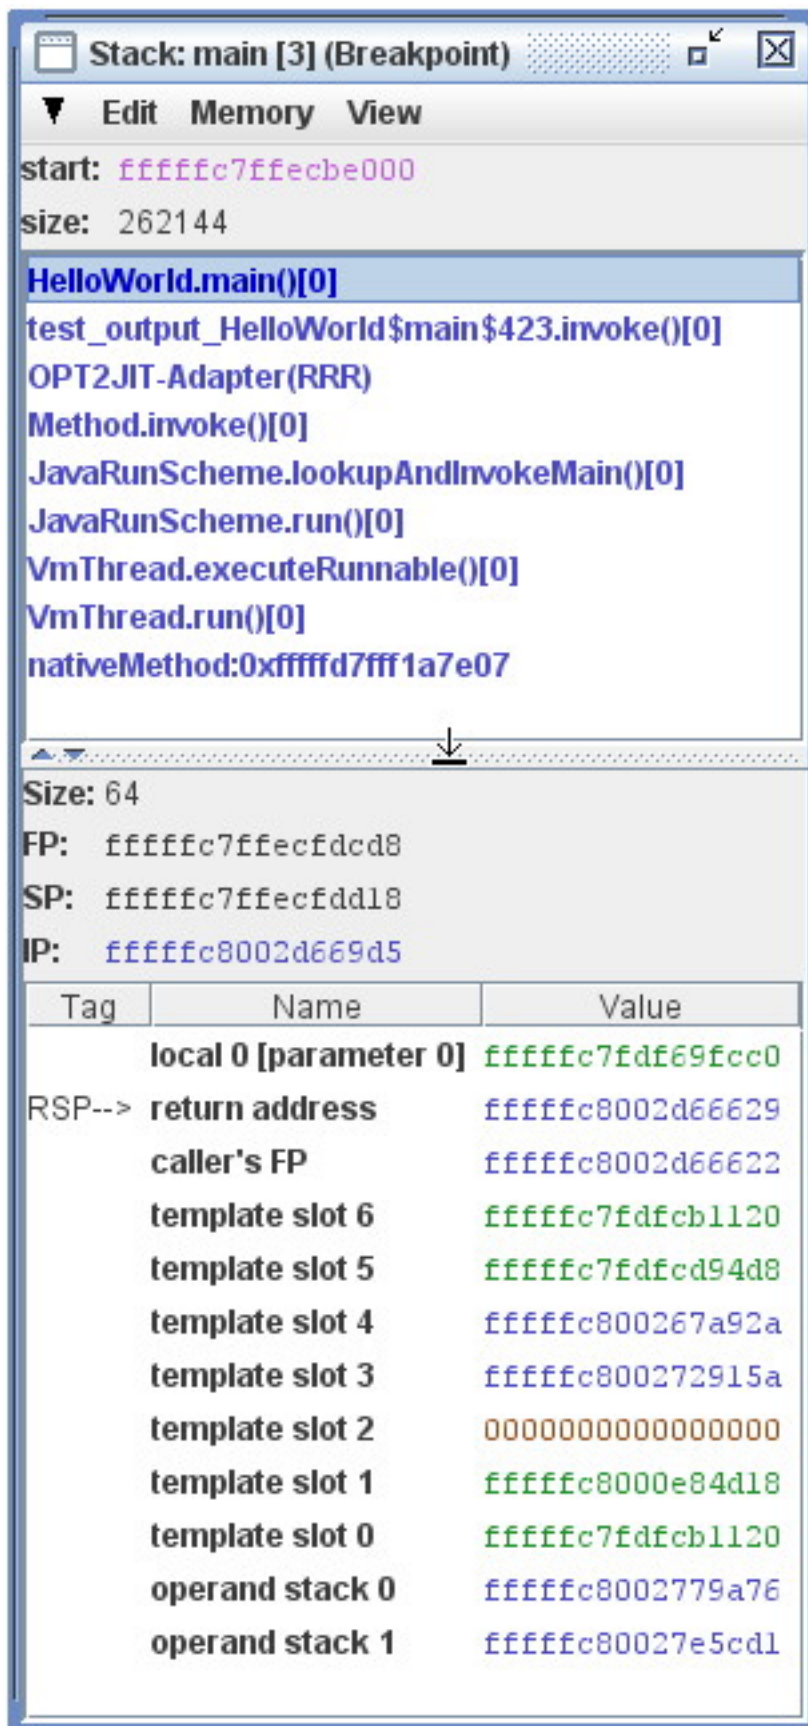 Stack: main [3] (Breakpoint)
Edit Memory View
start: fffffc7ffecbe000
size: 262144
HelloWorld.main()[0]
test_output_HelloWorld$main$423.invoke()[0]
OPT2JIT-Adapter(RRR)
Method.invoke()[0]
JavaRunScheme.lookupAndInvokeMain()[0]
JavaRunScheme.run()[0]
VmThread.executeRunnable()[0]
VmThread.run()[0]
nativeMethod:0xfffffd7fff1a7e07
Size: 64
FP: fffffc7ffecfdcd8
SP: fffffc7ffecfdd18
IP: fffffc8002d669d5
Tag Name Value
local 0 [parameter 0] fffffc7fdf69fcc0
RSP--> return address fffffc8002d66629
caller's FP fffffc8002d66622
template slot 6 fffffc7fdfcb1120
template slot 5 fffffc7fdfcd94d8
template slot 4 fffffc800267a92a
template slot 3 fffffc800272915a
template slot 2 0000000000000000
template slot 1 fffffc8000e84d18
template slot 0 fffffc7fdfcb1120
operand stack 0 fffffc8002779a76
operand stack 1 fffffc80027e5cd1